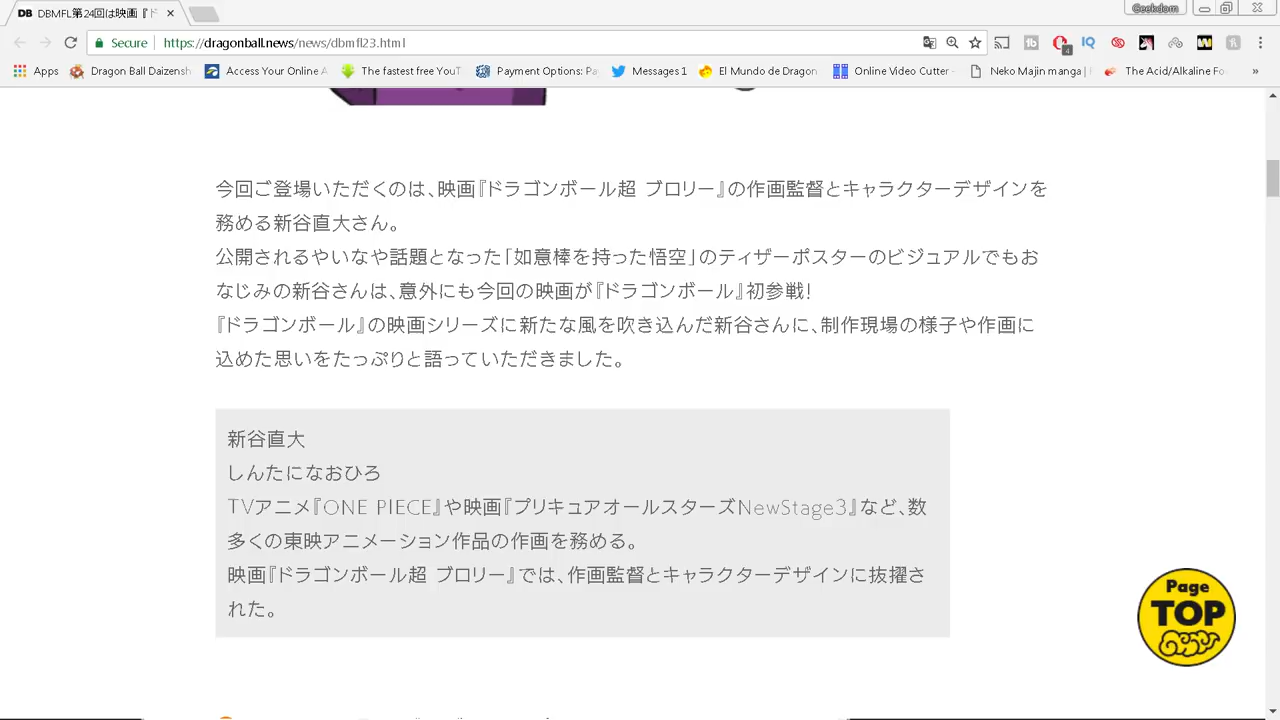 DB DBMFL第24回は映画『ド
Geekdom
Secure https://dragonball.news/news/dbmfl23.html
Apps Dragon Ball Daizensh Access Your Online A The fastest free YouT Payment Options: Pa Messages 1 El Mundo de Dragon Online Video Cutter - Neko Majin manga | The Acid/Alkaline Fo
今回ご登場いただくのは、映画『ドラゴンボール超 ブロリー』の作画監督とキャラクターデザインを
務める新谷直大さん。
公開されるやいなや話題となった「如意棒を持った悟空」のティザーポスターのビジュアルでもお
なじみの新谷さんは、意外にも今回の映画が『ドラゴンボール』初参戦!
『ドラゴンボール』の映画シリーズに新たな風を吹き込んだ新谷さんに、制作現場の様子や作画に
込めた思いをたっぷりと語っていただきました。
新谷直大
しんたになおひろ
TVアニメ『ONE PIECE』や映画『プリキュアオールスターズNewStage3』など、数
多くの東映アニメーション作品の作画を務める。
映画『ドラゴンボール超 ブロリー』では、作画監督とキャラクターデザインに抜擢さ
れた。
Page
TOP